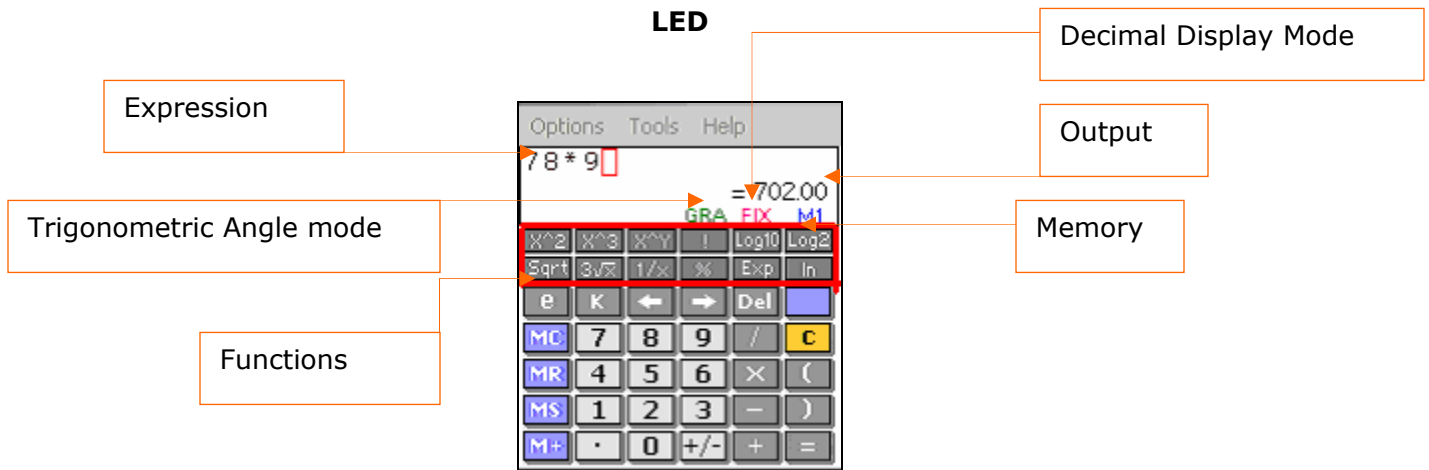 LED
Decimal Display Mode
Expression
Output
Trigonometric Angle mode
Memory
Functions
Options Tools Help
78*9
=702.00
GRA FIX M1
X^2 X^3 X^Y ! Log10 Log2
Sqrt 3√x 1/x % Exp ln
e K ← → Del
MC 7 8 9 / C
MR 4 5 6 × (
MS 1 2 3 − )
M+ · 0 +/- + =